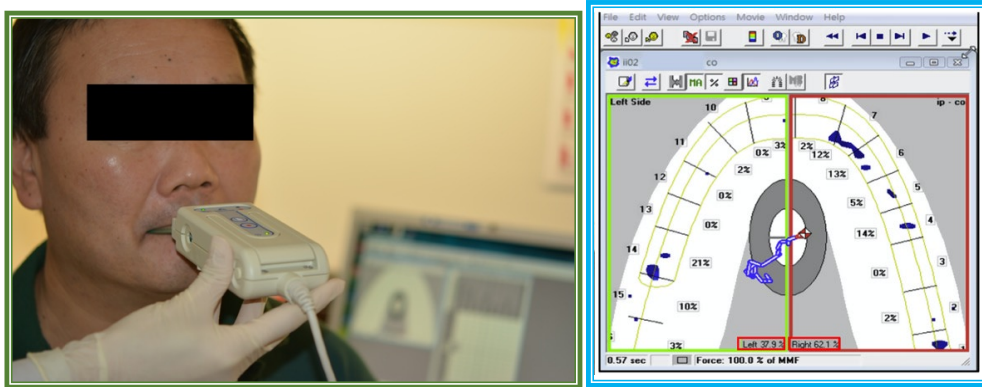 File Edit View Options Movie Window Help
ii02 co
MA %
Left Side
ip - co
10 8 7
11 6
12 5
13 4
14 3
15 2
3% 2%
0% 12%
2% 13%
0% 5%
0% 14%
21% 0%
10% 2%
3%
Left 37.9 % Right 62.1 %
0.57 sec Force: 100.0 % of MMF